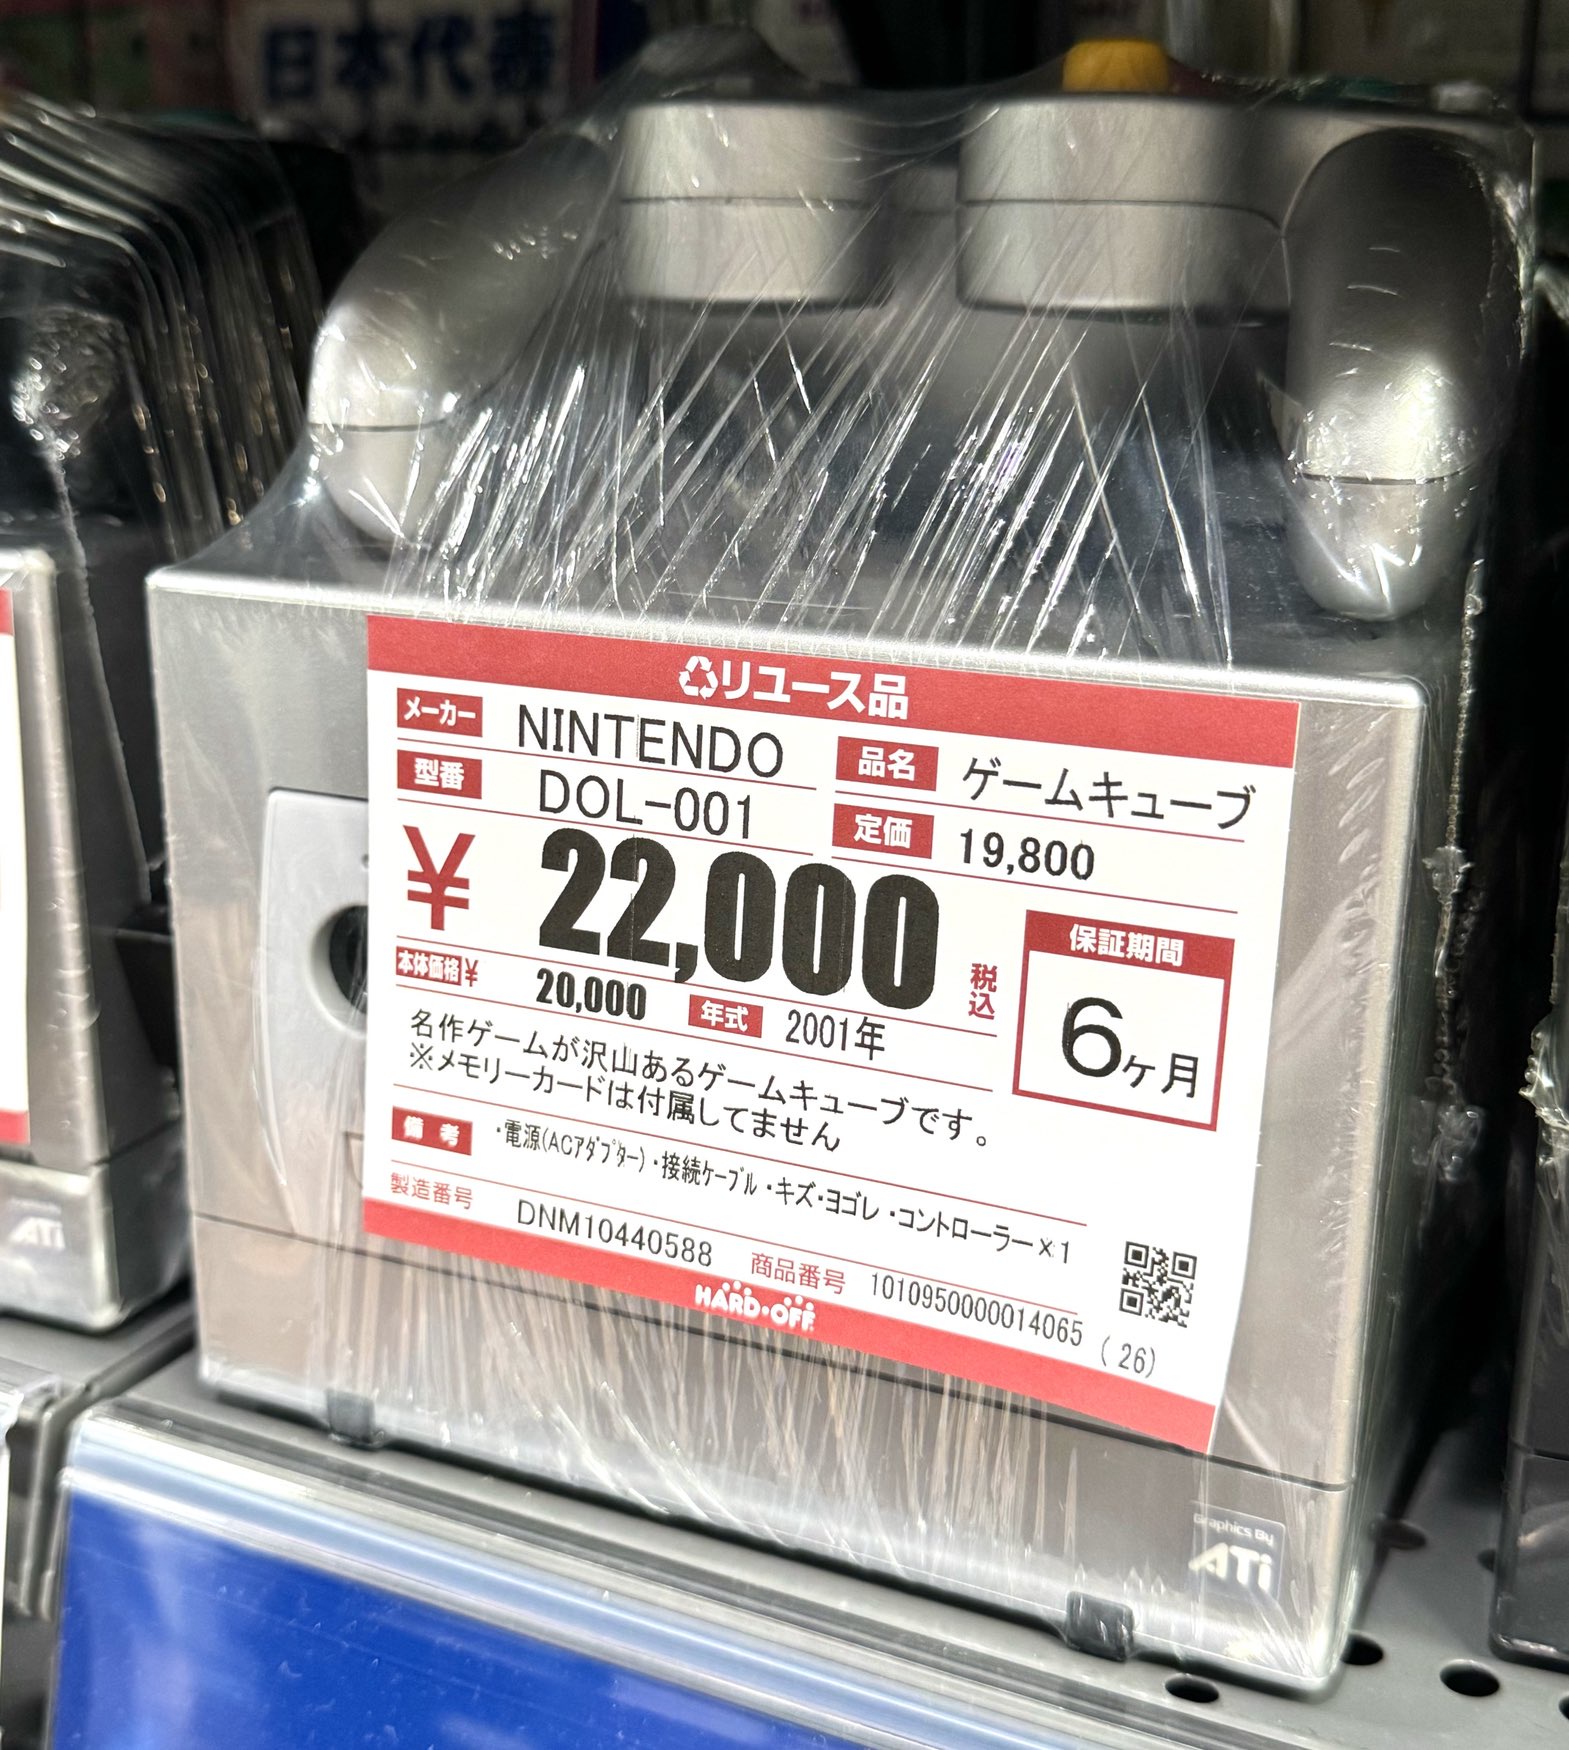 日本代表
リユース品
メーカー NINTENDO 品名 ゲームキューブ
型番 DOL-001 定価 19,800
¥ 22,000 税込
保証期間
6ヶ月
本体価格¥ 20,000 年式 2001年
名作ゲームが沢山あるゲームキューブです。
※メモリーカードは付属してません
備考 ・電源(ACアダプター)・接続ケーブル・キズ・ヨゴレ・コントローラー×1
製造番号 DNM10440588 商品番号 1010950000014065 (26)
HARD・OFF
Graphics By
ATi
ATi